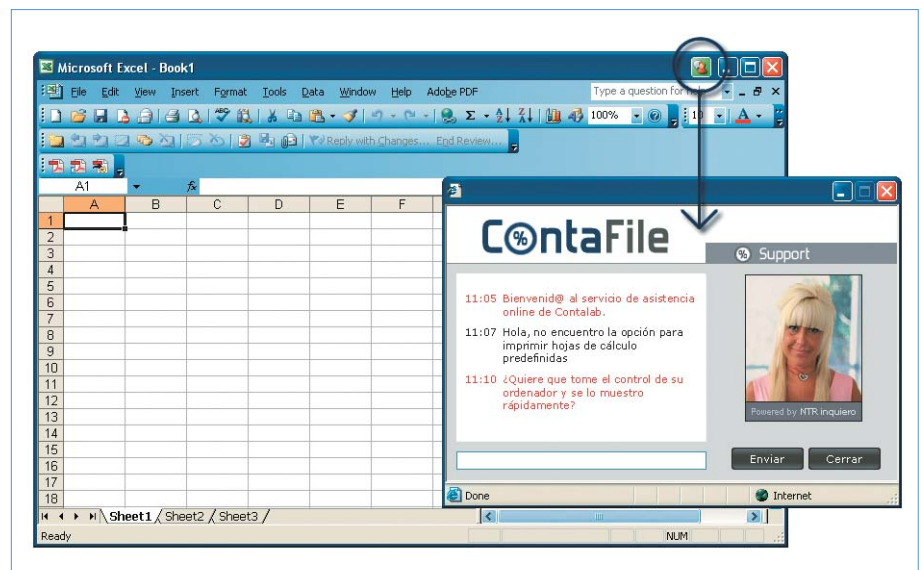 Microsoft Excel - Book1
File Edit View Insert Format Tools Data Window Help Adobe PDF
Type a question for help
100%
10
Reply with Changes... End Review...
A1
fx
A B C D E F
1
2
3
4
5
6
7
8
9
10
11
12
13
14
15
16
17
18
Sheet1 Sheet2 Sheet3
Ready
NUM
ContaFile
% Support
11:05 Bienvenid@ al servicio de asistencia
online de Contalab.
11:07 Hola, no encuentro la opción para
imprimir hojas de cálculo
predefinidas
11:10 ¿Quiere que tome el control de su
ordenador y se lo muestro
rápidamente?
Powered by NTR inquiero
Enviar Cerrar
Done
Internet